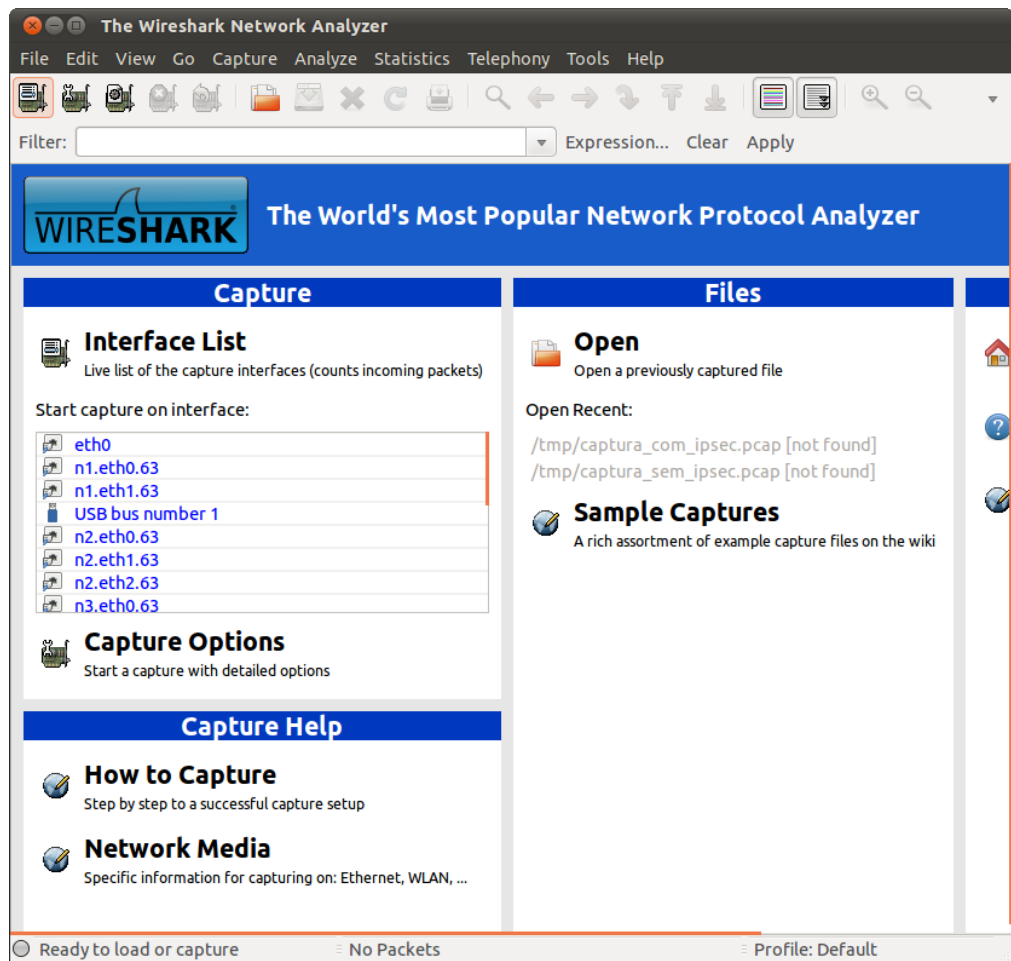 The Wireshark Network Analyzer
File Edit View Go Capture Analyze Statistics Telephony Tools Help
Filter:
Expression... Clear Apply
WIRESHARK
The World's Most Popular Network Protocol Analyzer
Capture
Interface List
Live list of the capture interfaces (counts incoming packets)
Start capture on interface:
eth0
n1.eth0.63
n1.eth1.63
USB bus number 1
n2.eth0.63
n2.eth1.63
n2.eth2.63
n3.eth0.63
Capture Options
Start a capture with detailed options
Capture Help
How to Capture
Step by step to a successful capture setup
Network Media
Specific information for capturing on: Ethernet, WLAN, ...
Files
Open
Open a previously captured file
Open Recent:
/tmp/captura_com_ipsec.pcap [not found]
/tmp/captura_sem_ipsec.pcap [not found]
Sample Captures
A rich assortment of example capture files on the wiki
Ready to load or capture
No Packets
Profile: Default